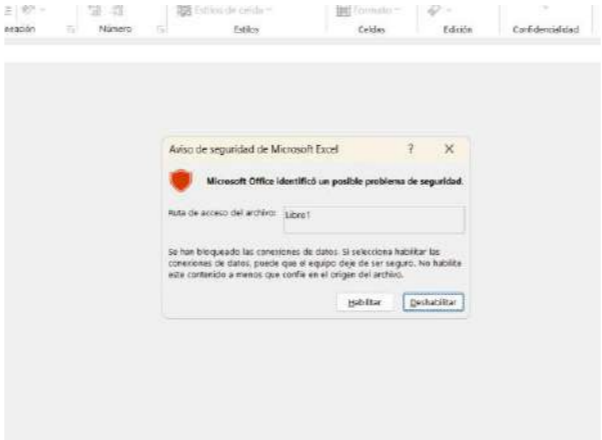 Estilos de celda
Formato
neación
Número
Estilos
Celdas
Edición
Confidencialidad
Aviso de seguridad de Microsoft Excel ? X
Microsoft Office identificó un posible problema de seguridad.
Ruta de acceso del archivo: Libro1
Se han bloqueado las conexiones de datos. Si selecciona habilitar las
conexiones de datos, puede que el equipo deje de ser seguro. No habilite
este contenido a menos que confíe en el origen del archivo.
Habilitar Deshabilitar